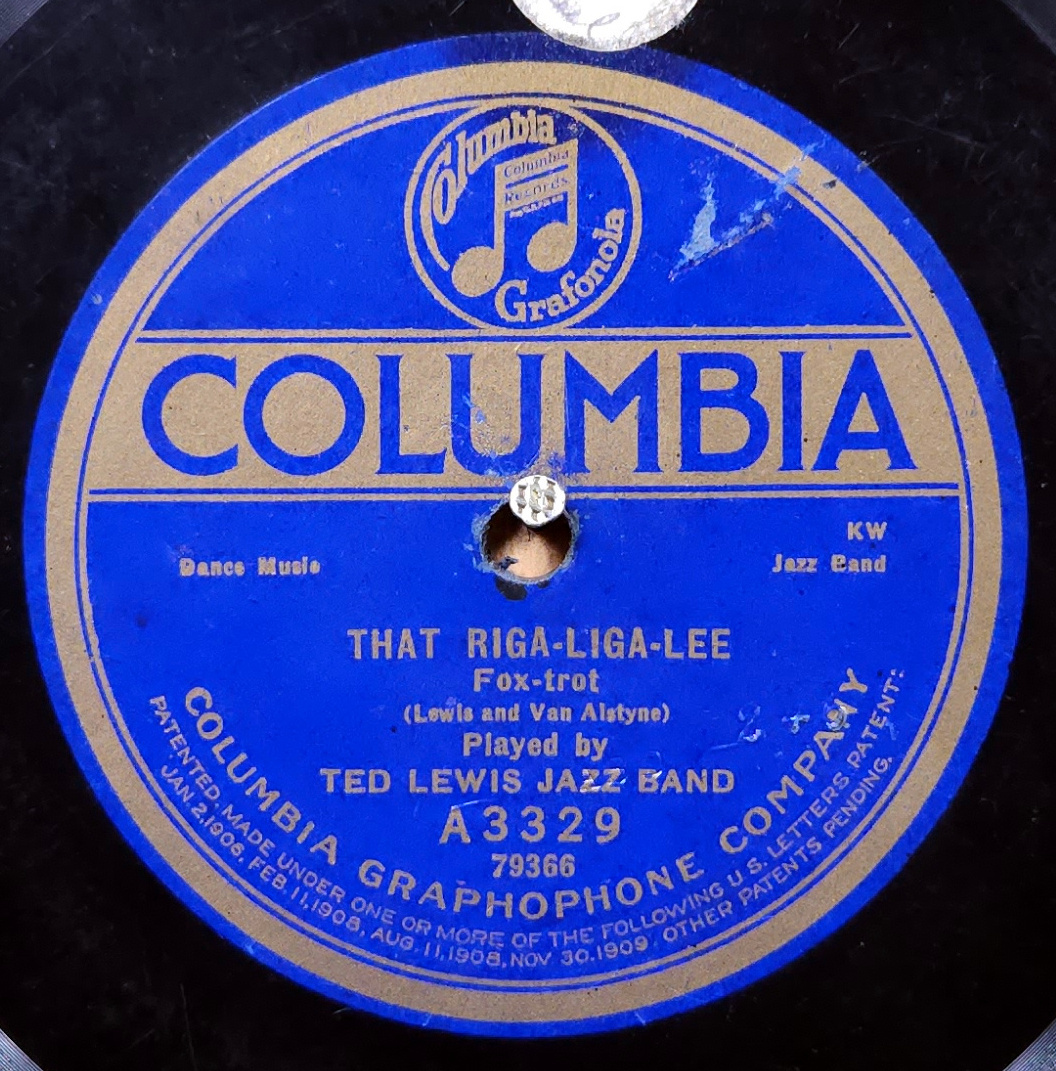 Columbia
Columbia
Records
Grafonola
COLUMBIA
KW
Dance Music
Jazz Band
THAT RIGA-LIGA-LEE
Fox-trot
(Lewis and Van Alstyne)
Played by
TED LEWIS JAZZ BAND
A3329
79366
COLUMBIA GRAPHOPHONE COMPANY
PATENTED, MADE UNDER ONE OR MORE OF THE FOLLOWING U.S. LETTERS PATENT:
JAN.2,1906, FEB.11,1908, AUG.11,1908, NOV 30.1909. OTHER PATENTS PENDING.